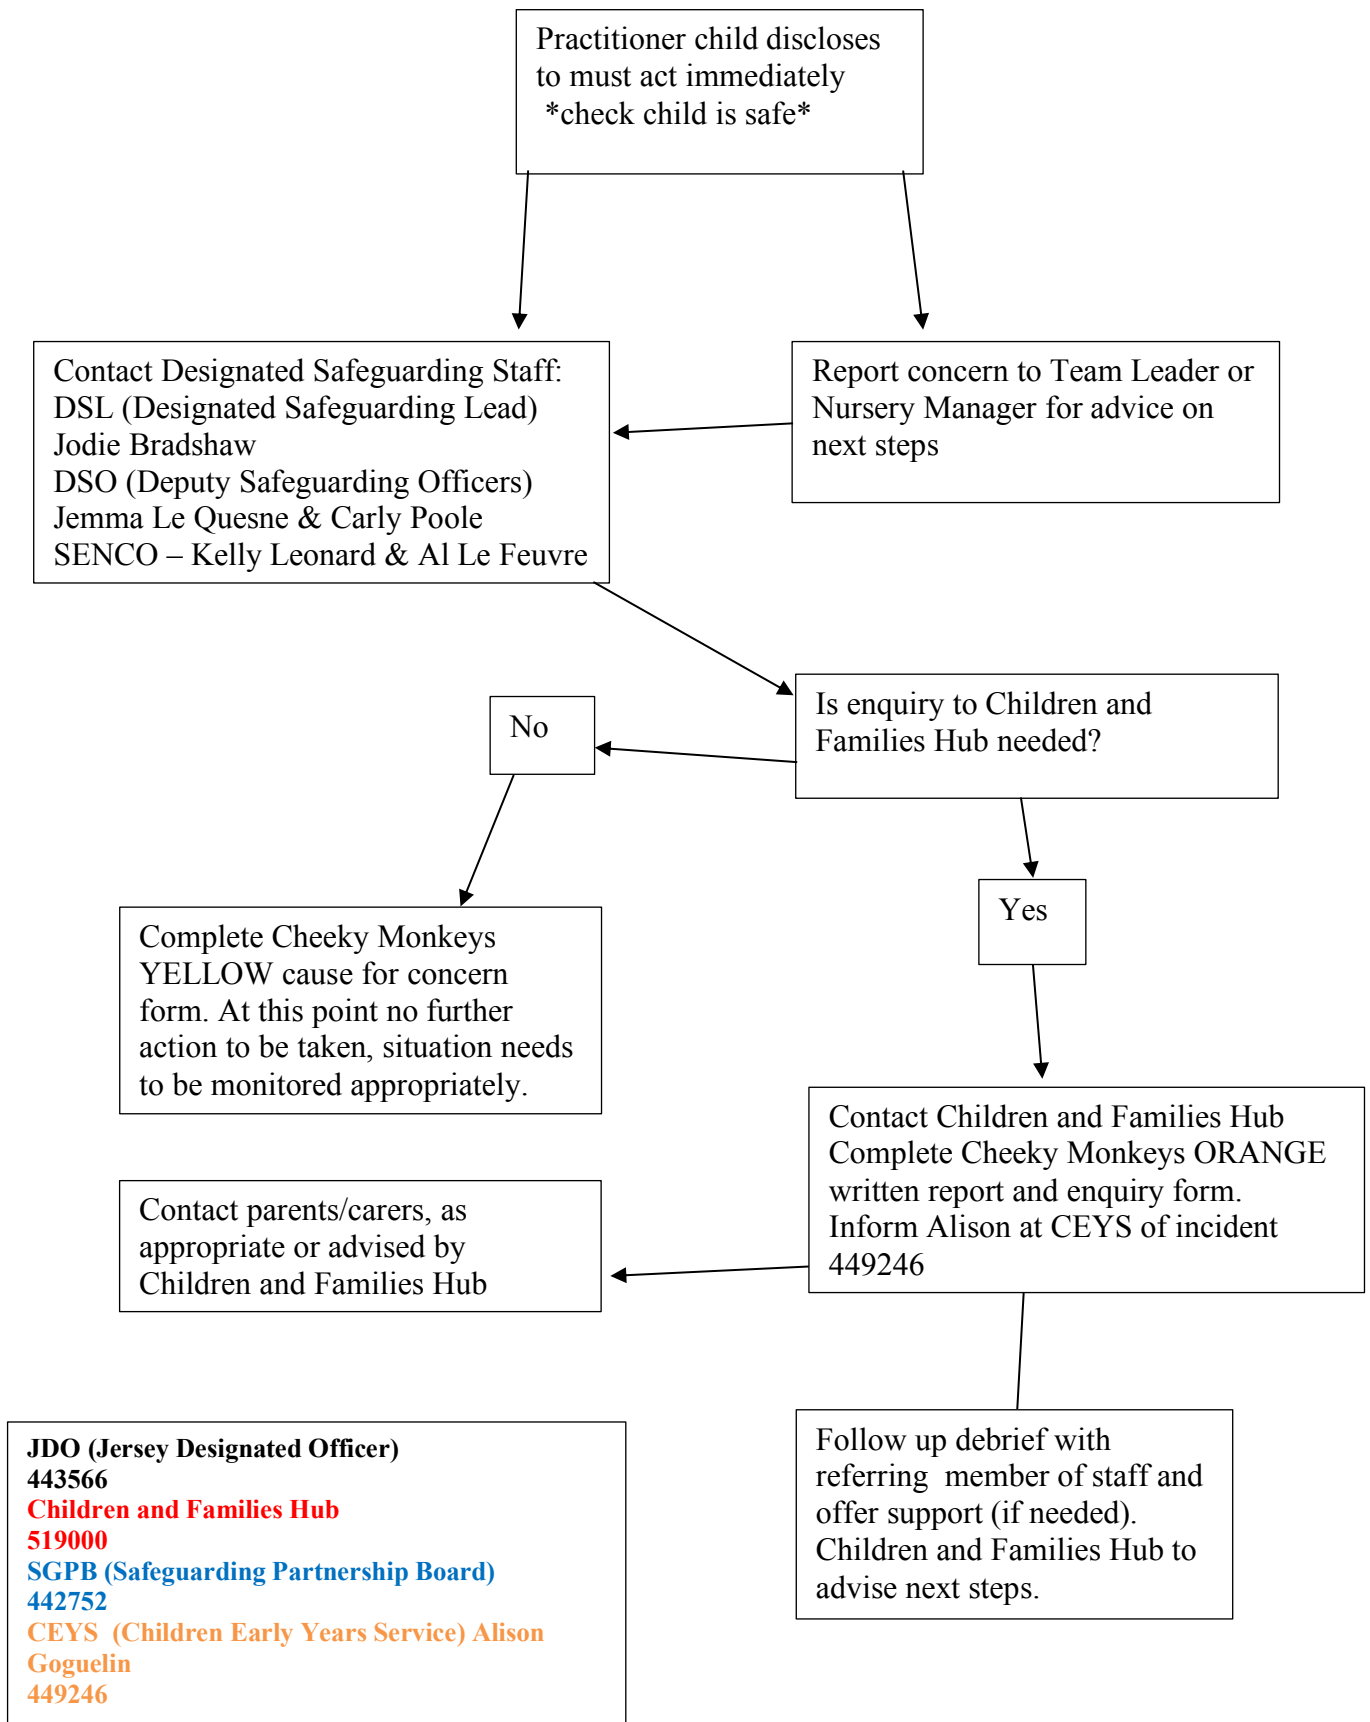 Practitioner child discloses
to must act immediately
*check child is safe*
Contact Designated Safeguarding Staff:
DSL (Designated Safeguarding Lead)
Jodie Bradshaw
DSO (Deputy Safeguarding Officers)
Jemma Le Quesne & Carly Poole
SENCO – Kelly Leonard & Al Le Feuvre
Report concern to Team Leader or
Nursery Manager for advice on
next steps
Is enquiry to Children and
Families Hub needed?
No
Yes
Complete Cheeky Monkeys
YELLOW cause for concern
form. At this point no further
action to be taken, situation needs
to be monitored appropriately.
Contact Children and Families Hub
Complete Cheeky Monkeys ORANGE
written report and enquiry form.
Inform Alison at CEYS of incident
449246
Contact parents/carers, as
appropriate or advised by
Children and Families Hub
Follow up debrief with
referring  member of staff and
offer support (if needed).
Children and Families Hub to
advise next steps.
JDO (Jersey Designated Officer)
443566
Children and Families Hub
519000
SGPB (Safeguarding Partnership Board)
442752
CEYS  (Children Early Years Service) Alison
Goguelin
449246